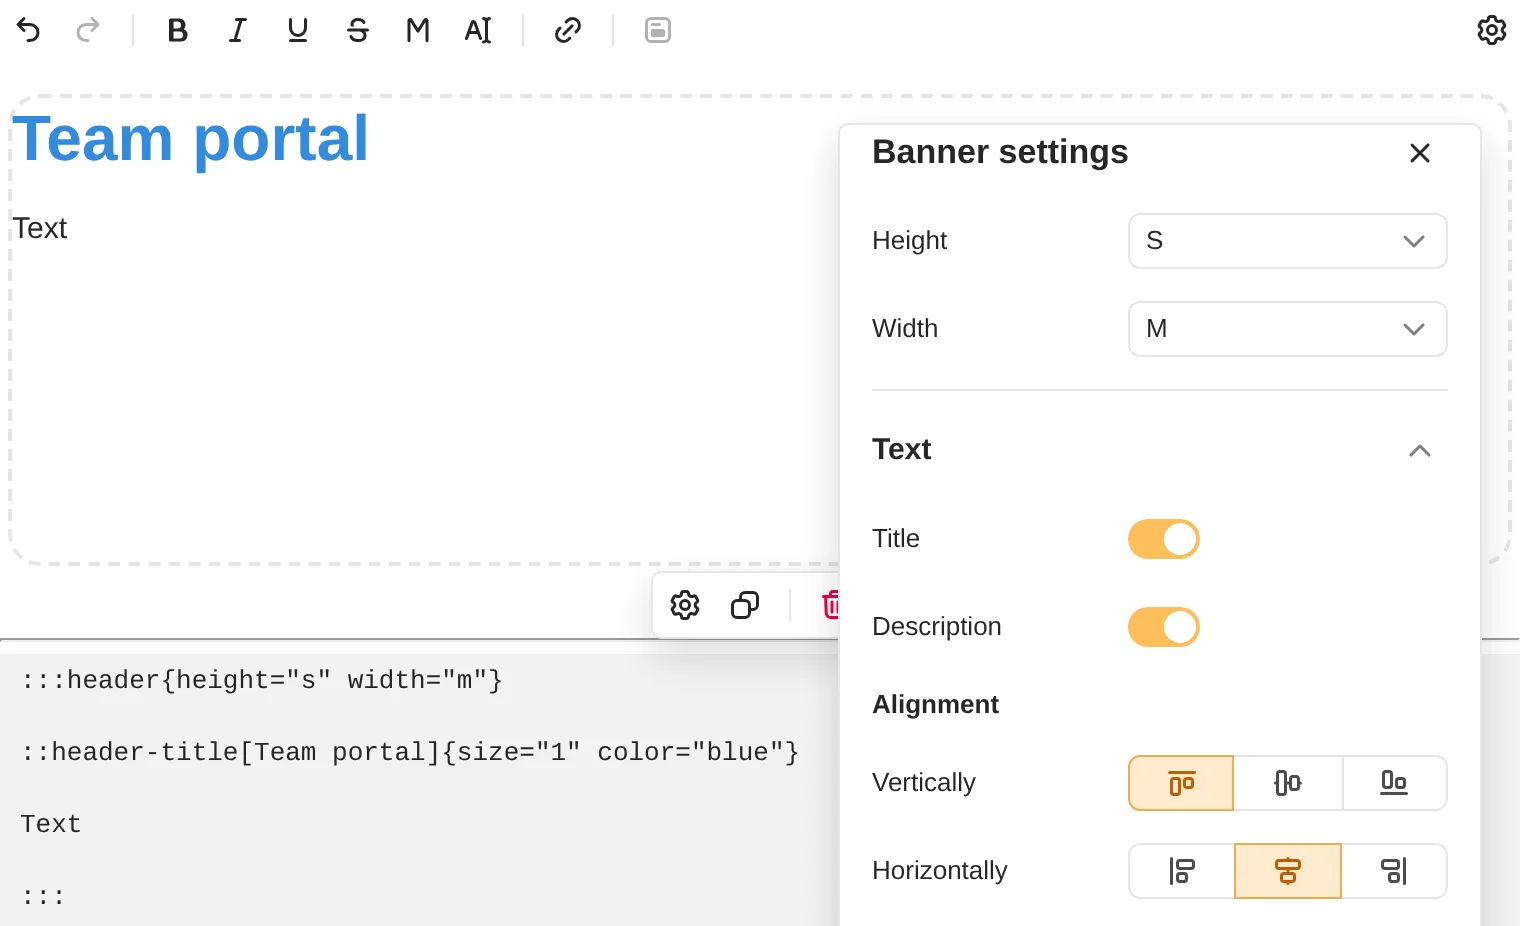 Team portal
Text
Banner settings
Height
S
Width
M
Text
Title
Description
Alignment
Vertically
Horizontally
:::header{height="s" width="m"}
::header-title[Team portal]{size="1" color="blue"}
Text
:::